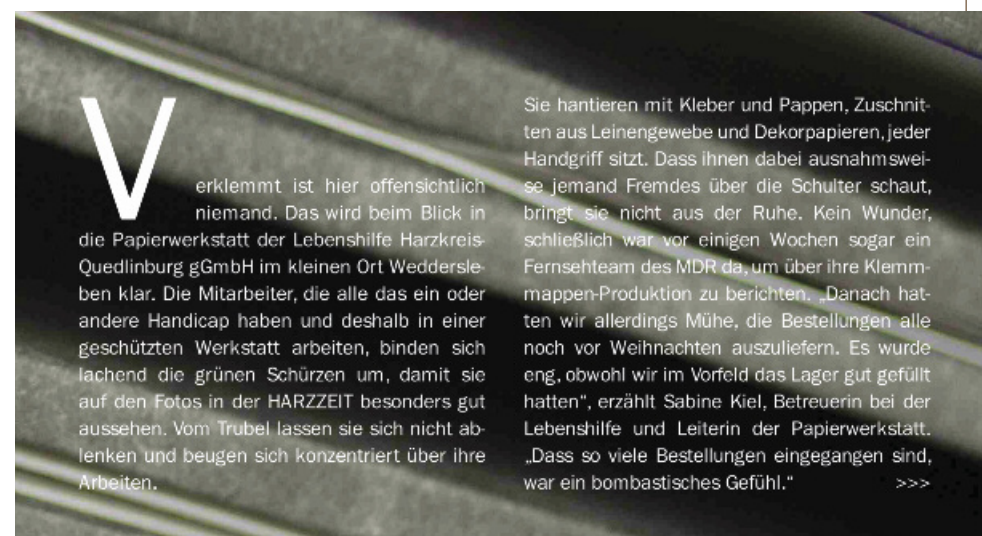 Verklemmt ist hier offensichtlich
niemand. Das wird beim Blick in
die Papierwerkstatt der Lebenshilfe Harzkreis-
Quedlinburg gGmbH im kleinen Ort Weddersle-
ben klar. Die Mitarbeiter, die alle das ein oder
andere Handicap haben und deshalb in einer
geschützten Werkstatt arbeiten, binden sich
lachend die grünen Schürzen um, damit sie
auf den Fotos in der HARZZEIT besonders gut
aussehen. Vom Trubel lassen sie sich nicht ab-
lenken und beugen sich konzentriert über ihre
Arbeiten.
Sie hantieren mit Kleber und Pappen, Zuschnit-
ten aus Leinengewebe und Dekorpapieren, jeder
Handgriff sitzt. Dass ihnen dabei ausnahmswei-
se jemand Fremdes über die Schulter schaut,
bringt sie nicht aus der Ruhe. Kein Wunder,
schließlich war vor einigen Wochen sogar ein
Fernsehteam des MDR da, um über ihre Klemm-
mappen-Produktion zu berichten. „Danach hat-
ten wir allerdings Mühe, die Bestellungen alle
noch vor Weihnachten auszuliefern. Es wurde
eng, obwohl wir im Vorfeld das Lager gut gefüllt
hatten“, erzählt Sabine Kiel, Betreuerin bei der
Lebenshilfe und Leiterin der Papierwerkstatt.
„Dass so viele Bestellungen eingegangen sind,
war ein bombastisches Gefühl.“ >>>